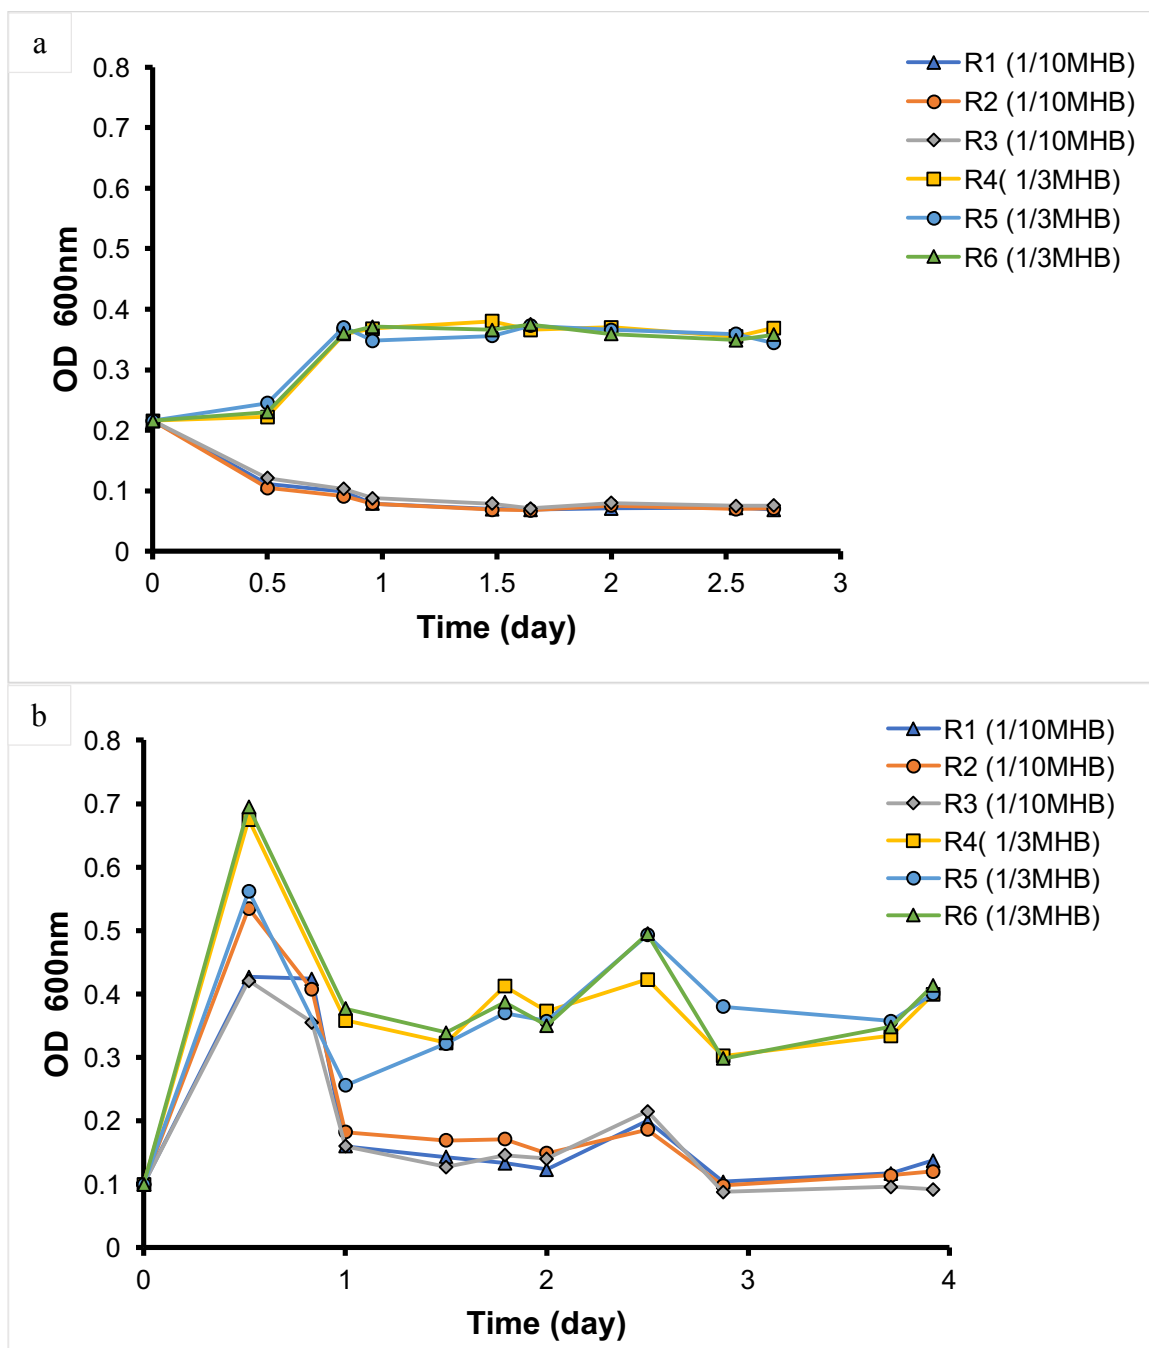 a
0.8
0.7
0.6
0.5
0.4
0.3
0.2
0.1
0
OD 600nm
0 0.5 1 1.5 2 2.5 3
Time (day)
R1 (1/10MHB)
R2 (1/10MHB)
R3 (1/10MHB)
R4( 1/3MHB)
R5 (1/3MHB)
R6 (1/3MHB)
b
0.8
0.7
0.6
0.5
0.4
0.3
0.2
0.1
0
OD 600nm
0 1 2 3 4
Time (day)
R1 (1/10MHB)
R2 (1/10MHB)
R3 (1/10MHB)
R4( 1/3MHB)
R5 (1/3MHB)
R6 (1/3MHB)